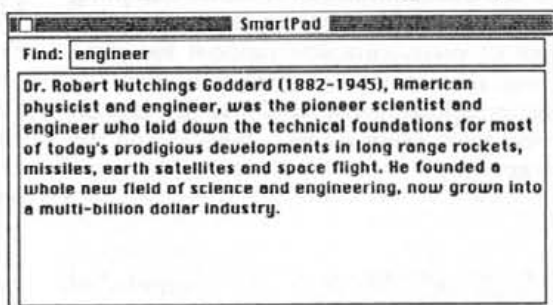 SmartPad
Find: engineer
Dr. Robert Hutchings Goddard (1882-1945), American
physicist and engineer, was the pioneer scientist and
engineer who laid down the technical foundations for most
of today's prodigious developments in long range rockets,
missiles, earth satellites and space flight. He founded a
whole new field of science and engineering, now grown into
a multi-billion dollar industry.